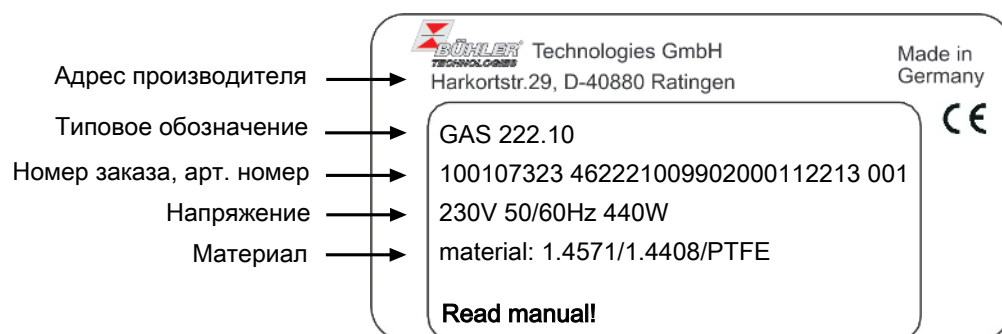 BÜHLER Technologies GmbH
TECHNOLOGIES
Made in
Germany
Адрес производителя
Harkortstr.29, D-40880 Ratingen
CE
Типовое обозначение
GAS 222.10
Номер заказа, арт. номер
100107323 462221009902000112213 001
Напряжение
230V 50/60Hz 440W
Материал
material: 1.4571/1.4408/PTFE
Read manual!